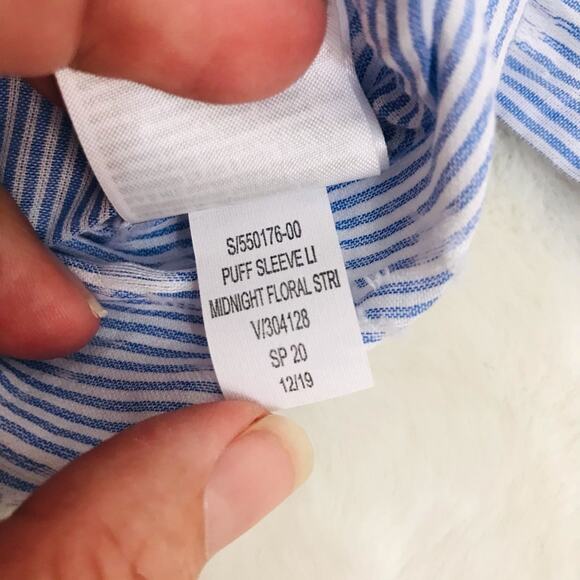 S/550176-00
PUFF SLEEVE LI
MIDNIGHT FLORAL STRI
V/304128
SP 20
12/19